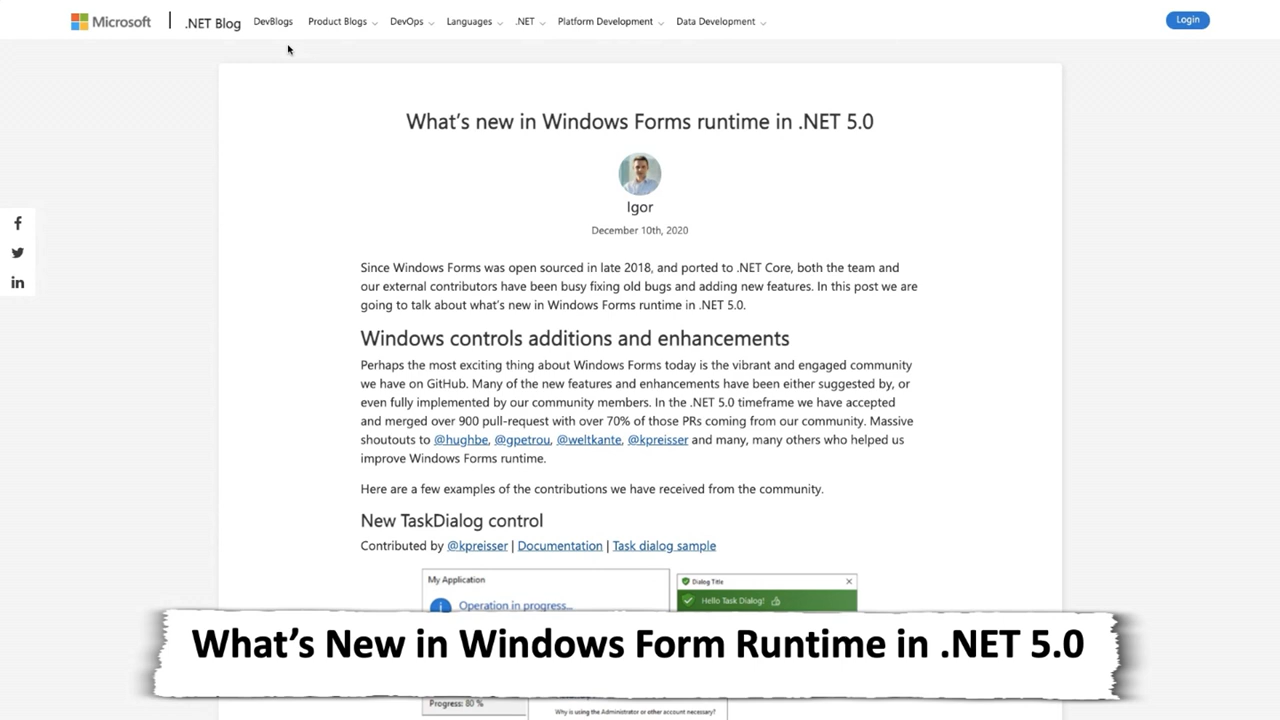 Microsoft | .NET Blog DevBlogs Product Blogs DevOps Languages .NET Platform Development Data Development Login
What's new in Windows Forms runtime in .NET 5.0
Igor
December 10th, 2020
Since Windows Forms was open sourced in late 2018, and ported to .NET Core, both the team and
our external contributors have been busy fixing old bugs and adding new features. In this post we are
going to talk about what's new in Windows Forms runtime in .NET 5.0.
Windows controls additions and enhancements
Perhaps the most exciting thing about Windows Forms today is the vibrant and engaged community
we have on GitHub. Many of the new features and enhancements have been either suggested by, or
even fully implemented by our community members. In the .NET 5.0 timeframe we have accepted
and merged over 900 pull-request with over 70% of those PRs coming from our community. Massive
shoutouts to @hughbe, @gpetrou, @weltkante, @kpreisser and many, many others who helped us
improve Windows Forms runtime.
Here are a few examples of the contributions we have received from the community.
New TaskDialog control
Contributed by @kpreisser | Documentation | Task dialog sample
My Application
Dialog Title
Operation in progress...
Hello Task Dialog!
What's New in Windows Form Runtime in .NET 5.0
Progress: 80 %
Why is using the Administrator or other account necessary?